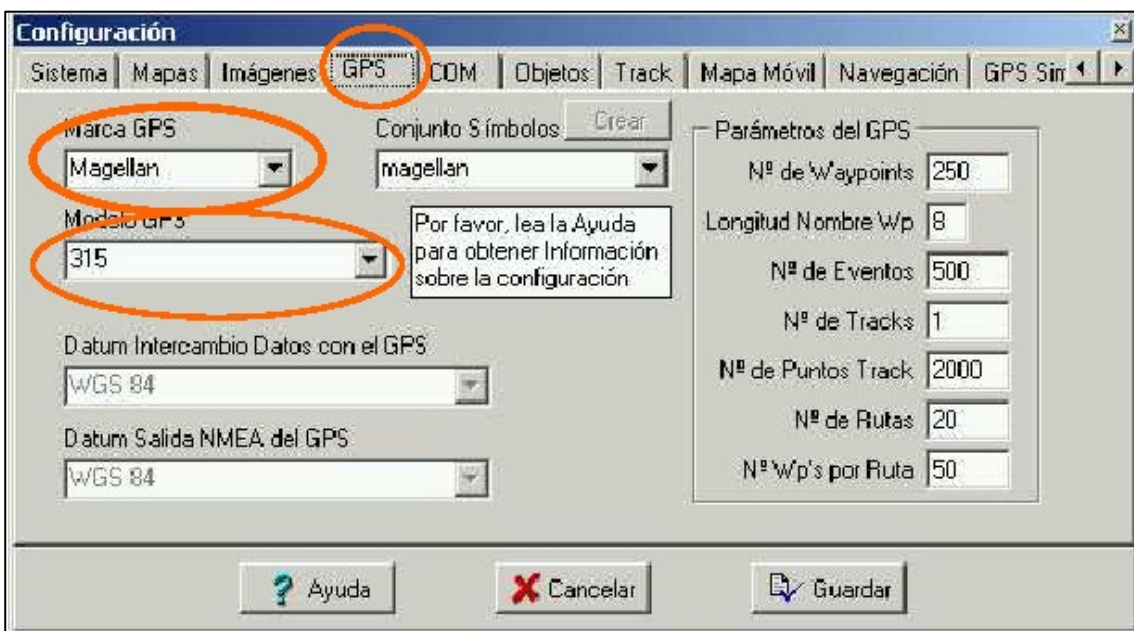 Configuración
Sistema Mapas Imágenes GPS COM Objetos Track Mapa Móvil Navegación GPS Sim
Marca GPS
Magellan
Conjunto Símbolos
Crear
magellan
Modelo GPS
315
Por favor, lea la Ayuda
para obtener Información
sobre la configuración
Datum Intercambio Datos con el GPS
WGS 84
Datum Salida NMEA del GPS
WGS 84
Parámetros del GPS
Nº de Waypoints 250
Longitud Nombre Wp 8
Nº de Eventos 500
Nº de Tracks 1
Nº de Puntos Track 2000
Nº de Rutas 20
Nº Wp's por Ruta 50
? Ayuda
Cancelar
Guardar